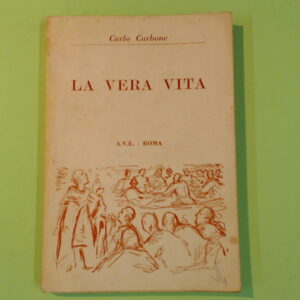 Carlo Carbone
LA VERA VITA
A.V.E. - ROMA